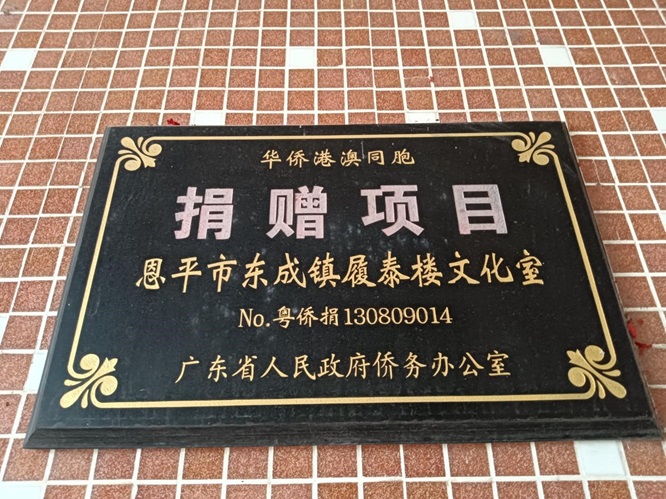 华侨港澳同胞
捐赠项目
恩平市东成镇履泰楼文化室
No.粤侨捐130809014
广东省人民政府侨务办公室